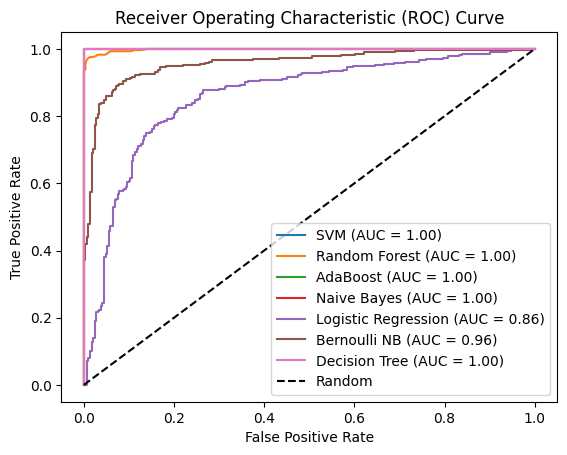 Receiver Operating Characteristic (ROC) Curve
True Positive Rate
1.0
0.8
0.6
0.4
0.2
0.0
SVM (AUC = 1.00)
Random Forest (AUC = 1.00)
AdaBoost (AUC = 1.00)
Naive Bayes (AUC = 1.00)
Logistic Regression (AUC = 0.86)
Bernoulli NB (AUC = 0.96)
Decision Tree (AUC = 1.00)
Random
0.0 0.2 0.4 0.6 0.8 1.0
False Positive Rate